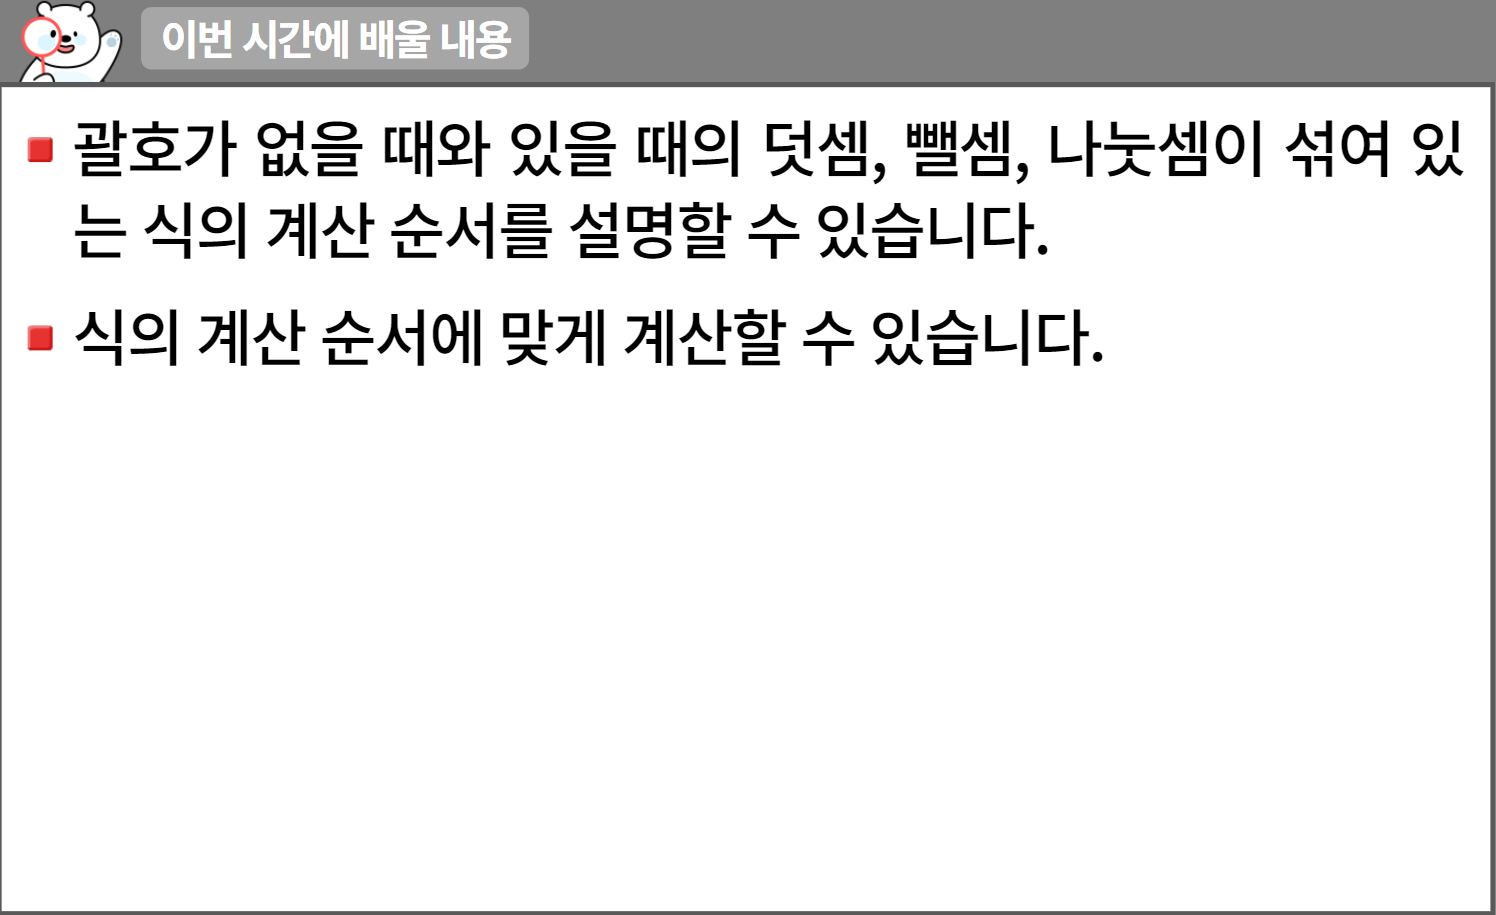 이번 시간에 배울 내용
괄호가 없을 때와 있을 때의 덧셈, 뺄셈, 나눗셈이 섞여 있
는 식의 계산 순서를 설명할 수 있습니다.
식의 계산 순서에 맞게 계산할 수 있습니다.